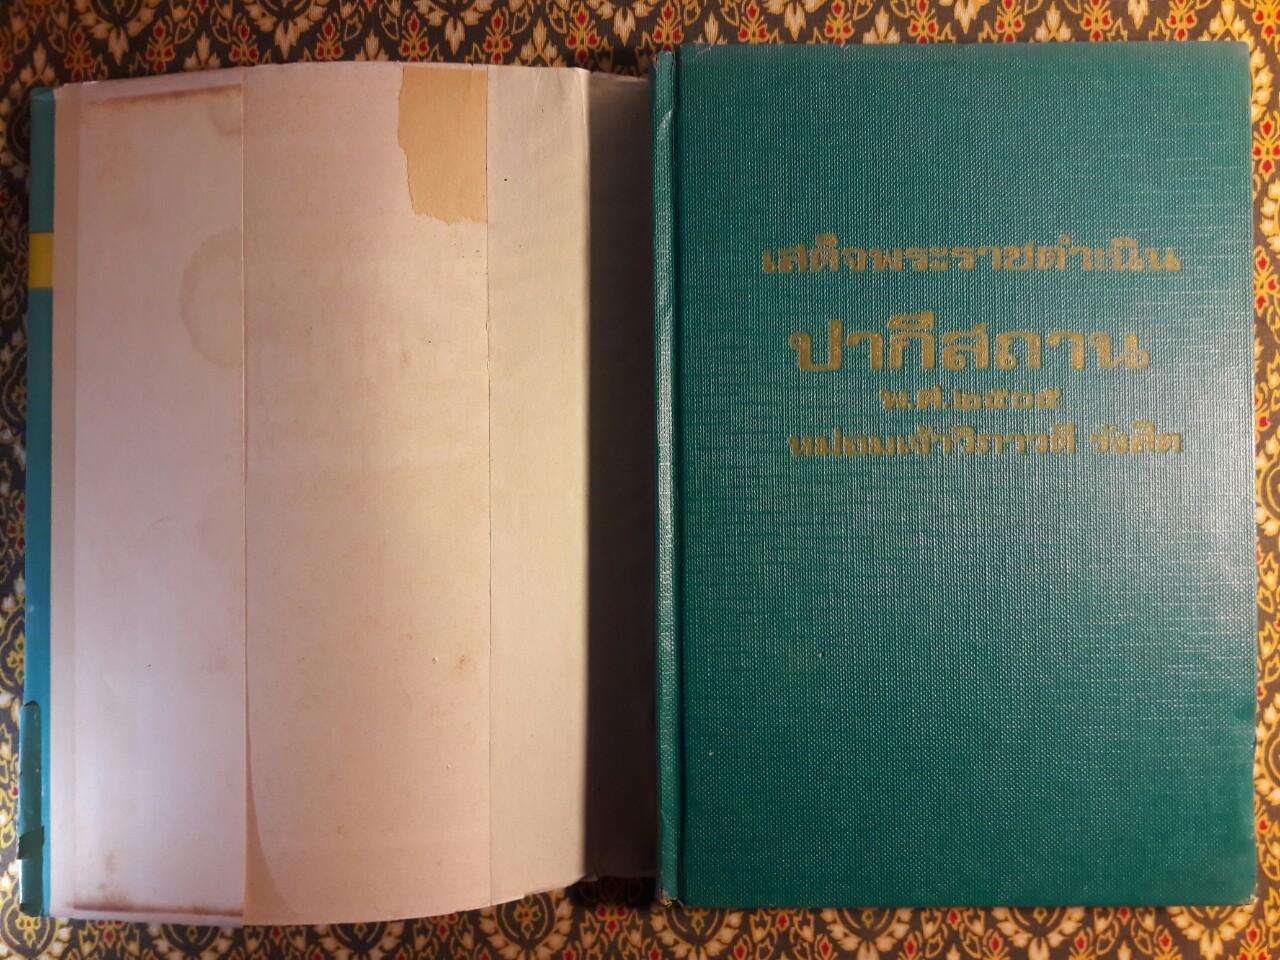 เสด็จพระราชดำเนิน
ปากีสถาน
พ.ศ.๒๕๐๕
หม่อมเจ้าวิภาวดี รังสิต